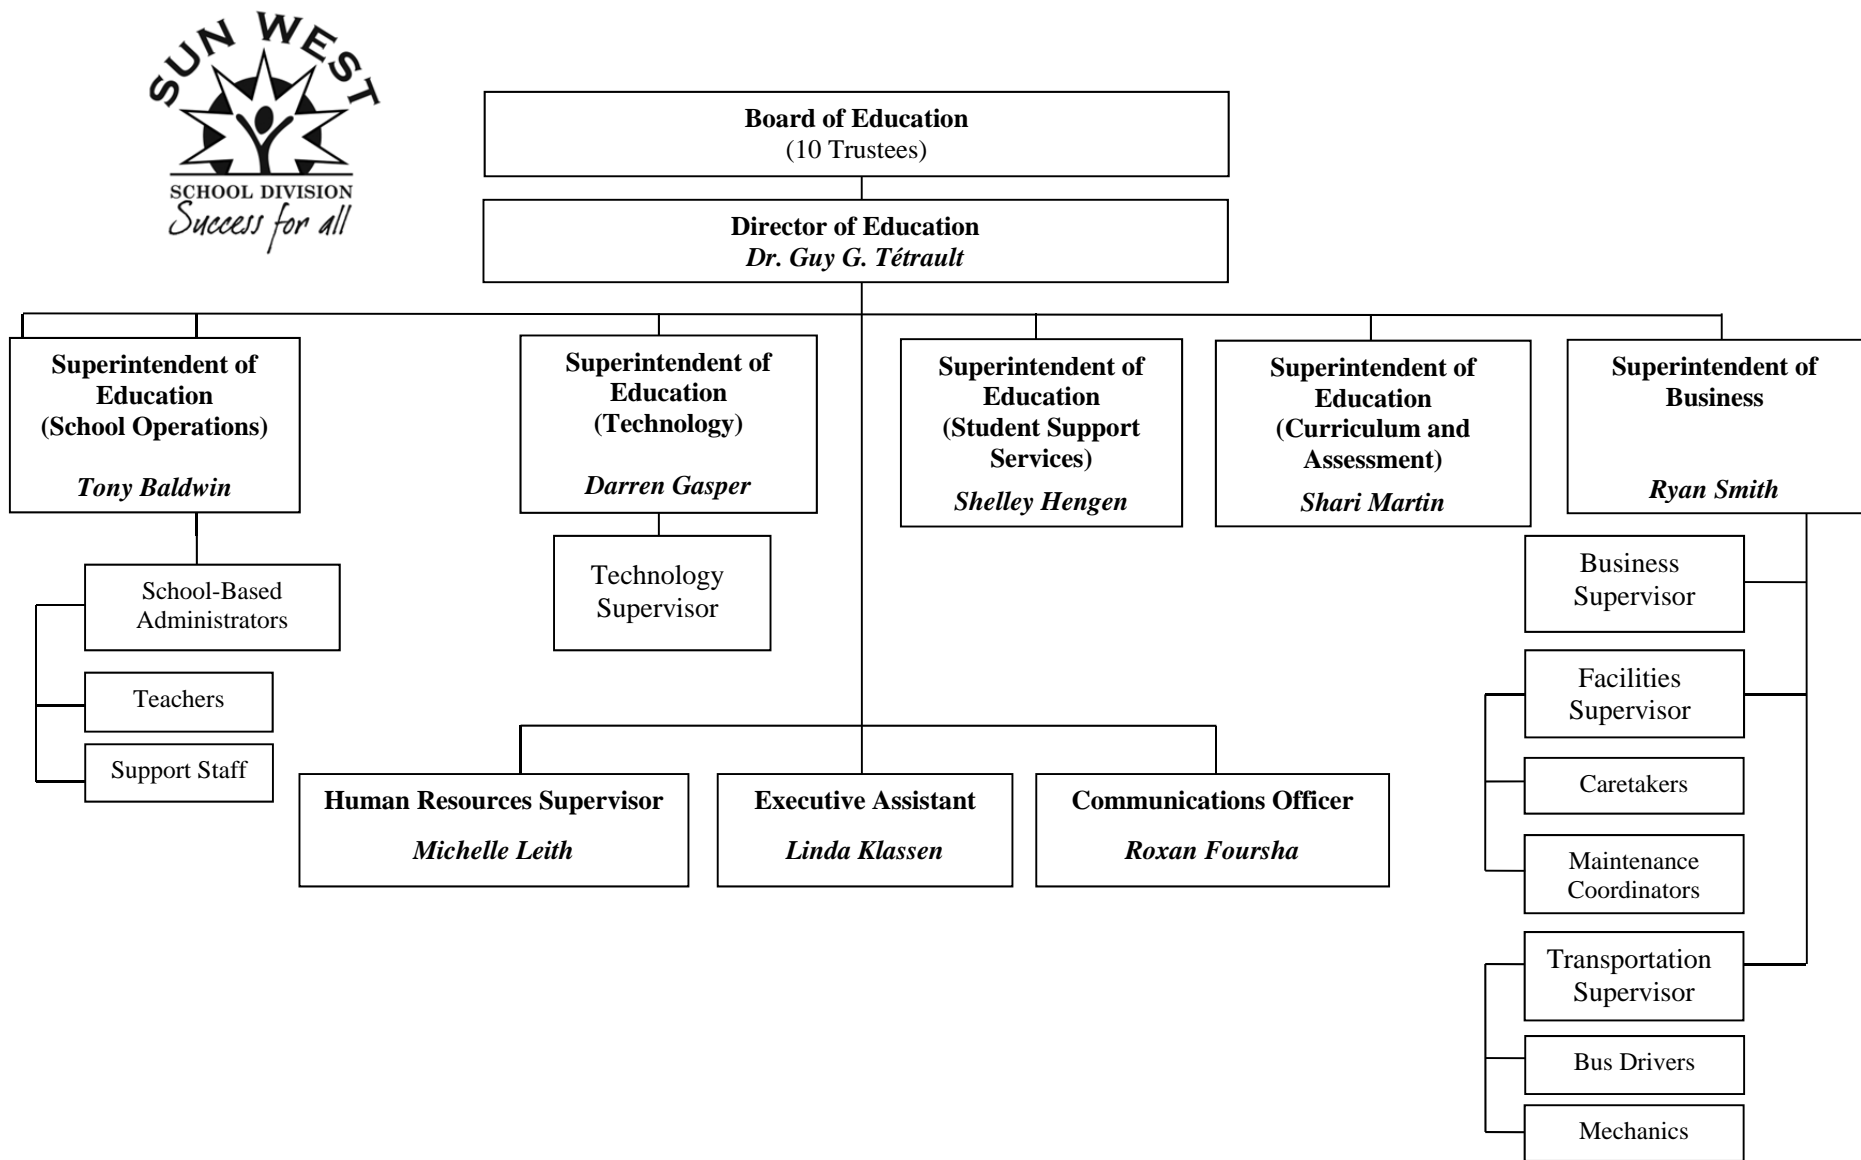 SUN WEST
SCHOOL DIVISION
Success for all
Board of Education
(10 Trustees)
Director of Education
Dr. Guy G. Tétrault
Superintendent of
Education
(School Operations)
Tony Baldwin
Superintendent of
Education
(Technology)
Darren Gasper
Superintendent of
Education
(Student Support
Services)
Shelley Hengen
Superintendent of
Education
(Curriculum and
Assessment)
Shari Martin
Superintendent of
Business
Ryan Smith
School-Based
Administrators
Teachers
Support Staff
Technology
Supervisor
Human Resources Supervisor
Michelle Leith
Executive Assistant
Linda Klassen
Communications Officer
Roxan Foursha
Business
Supervisor
Facilities
Supervisor
Caretakers
Maintenance
Coordinators
Transportation
Supervisor
Bus Drivers
Mechanics